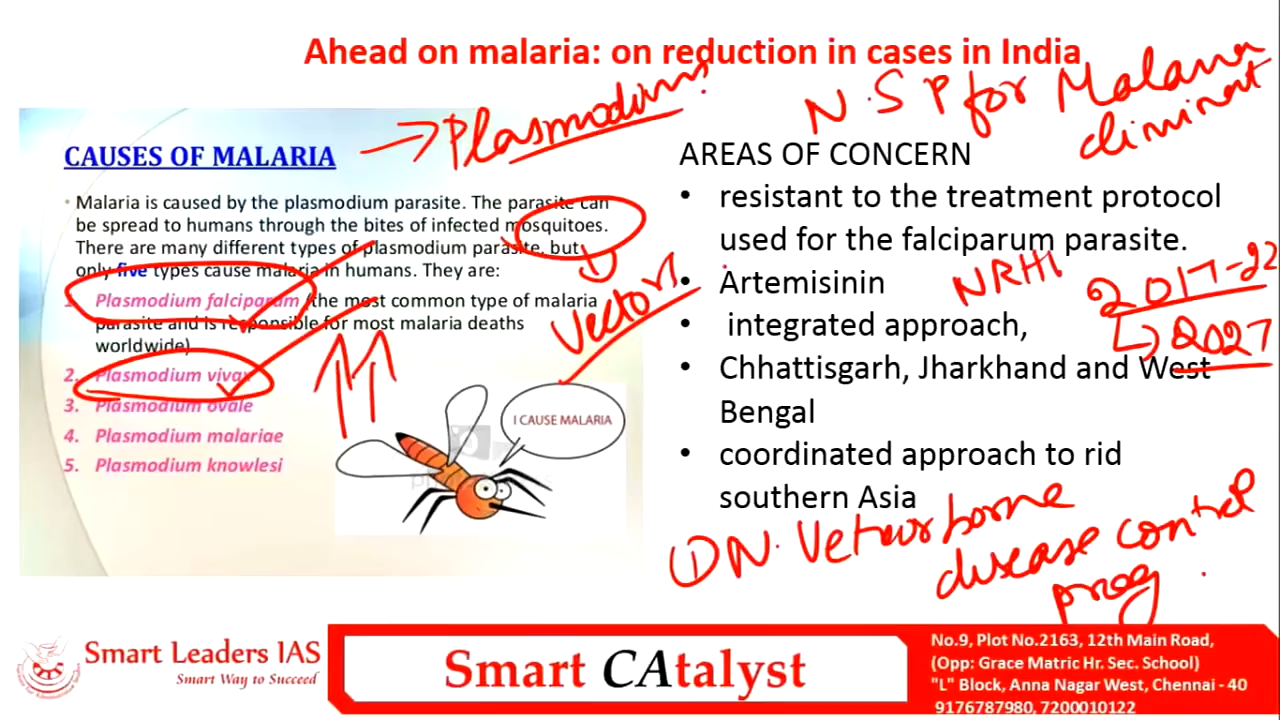 Ahead on malaria: on reduction in cases in India
CAUSES OF MALARIA
→ Plasmodium
• Malaria is caused by the plasmodium parasite. The parasite can
be spread to humans through the bites of infected mosquitoes.
There are many different types of plasmodium parasite, but
only five types cause malaria in humans. They are:
1. Plasmodium falciparum (the most common type of malaria
parasite and is responsible for most malaria deaths
worldwide)
2. Plasmodium vivax
3. Plasmodium ovale
4. Plasmodium malariae
5. Plasmodium knowlesi
Vectors
I CAUSE MALARIA
N.S P for Malaria
eliminat
AREAS OF CONCERN
• resistant to the treatment protocol
used for the falciparum parasite.
• Artemisinin
NRHM
2017-22
2027
• integrated approach,
• Chhattisgarh, Jharkhand and West
Bengal
• coordinated approach to rid
southern Asia
① N. Vetor borne
disease control
prog
Smart Leaders IAS
Smart Way to Succeed
Smart CAtalyst
No.9, Plot No.2163, 12th Main Road,
(Opp: Grace Matric Hr. Sec. School)
"L" Block, Anna Nagar West, Chennai - 40
9176787980, 7200010122